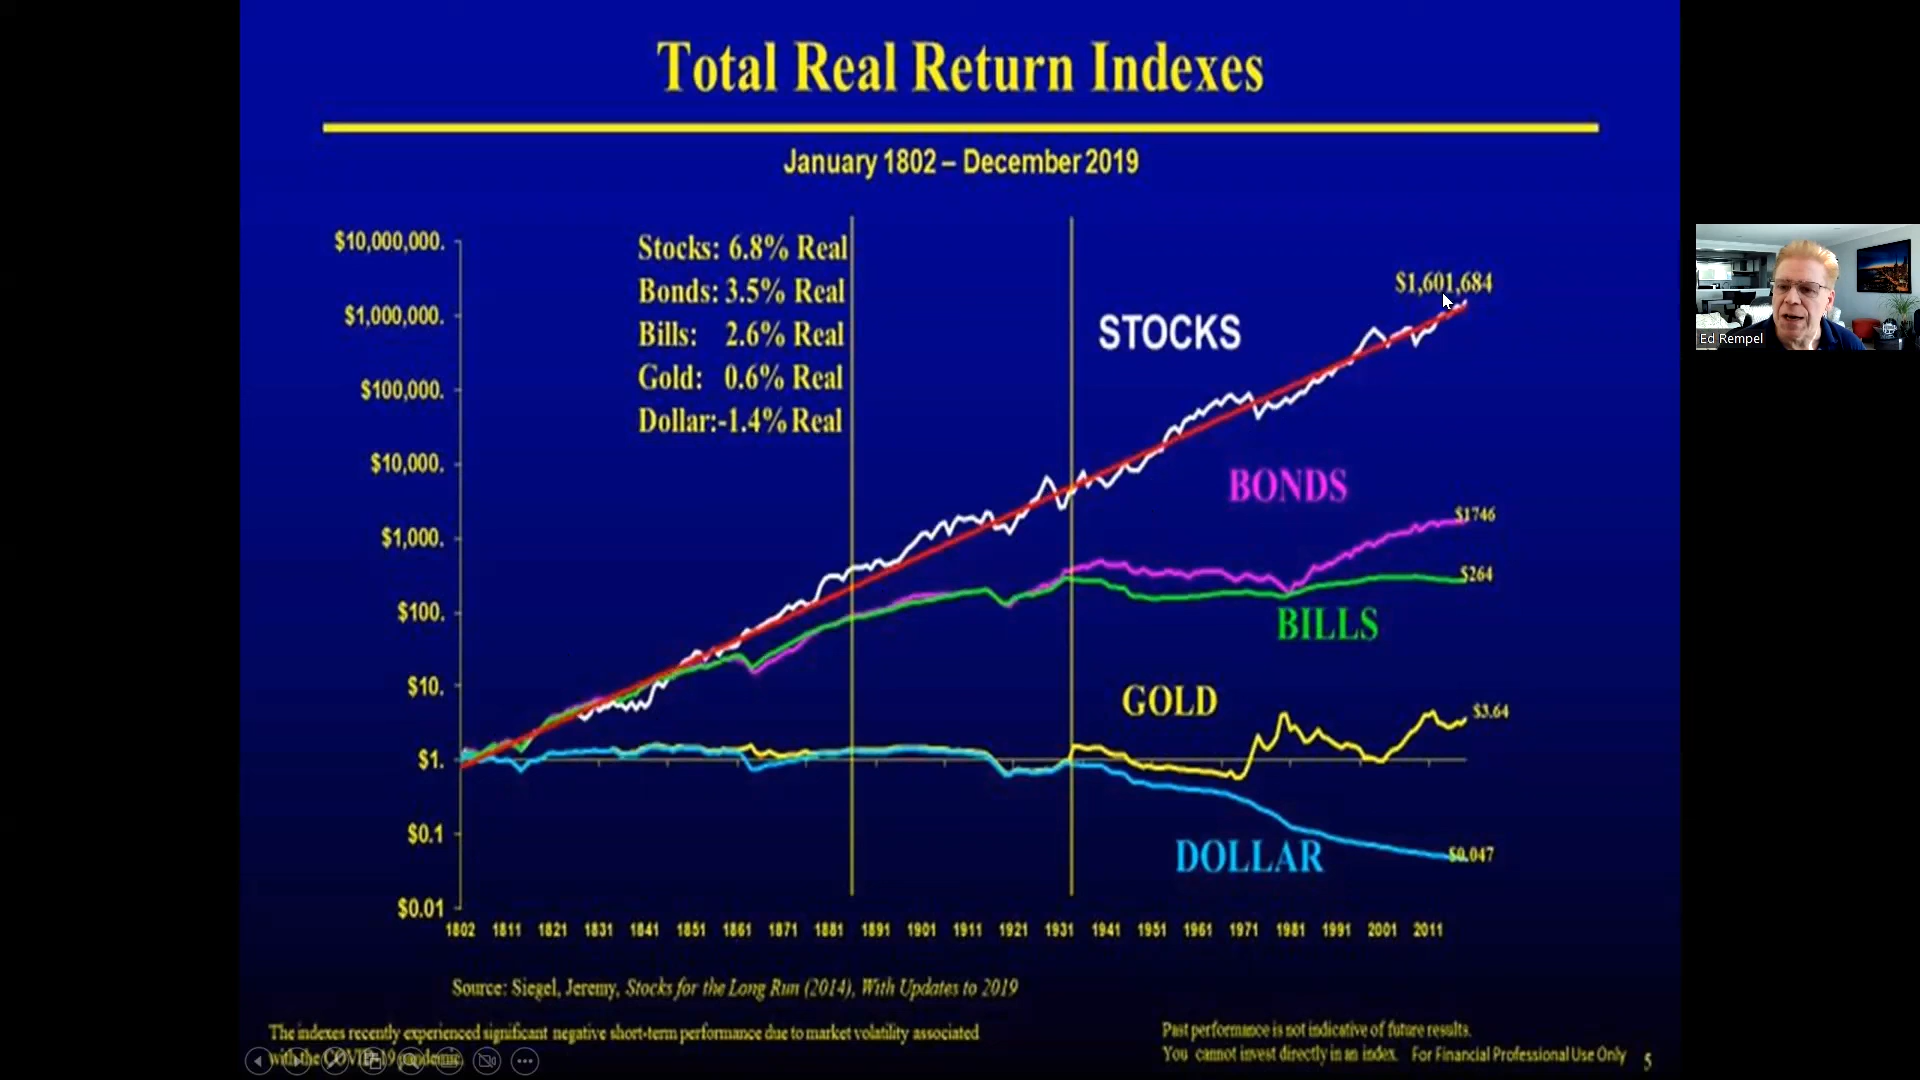 Total Real Return Indexes
January 1802 – December 2019
$10,000,000.
$1,000,000.
$100,000.
$10,000.
$1,000.
$100.
$10.
$1.
$0.1
$0.01
Stocks: 6.8% Real
Bonds: 3.5% Real
Bills: 2.6% Real
Gold: 0.6% Real
Dollar:-1.4% Real
$1,601,684
STOCKS
BONDS
$1746
$264
BILLS
GOLD
$3.64
DOLLAR
$0.047
1802 1811 1821 1831 1841 1851 1861 1871 1881 1891 1901 1911 1921 1931 1941 1951 1961 1971 1981 1991 2001 2011
Source: Siegel, Jeremy, Stocks for the Long Run (2014), With Updates to 2019
The indexes recently experienced significant negative short-term performance due to market volatility associated
with the COVID-19 pandemic.
Past performance is not indicative of future results.
You cannot invest directly in an index. For Financial Professional Use Only
5
Ed Rempel